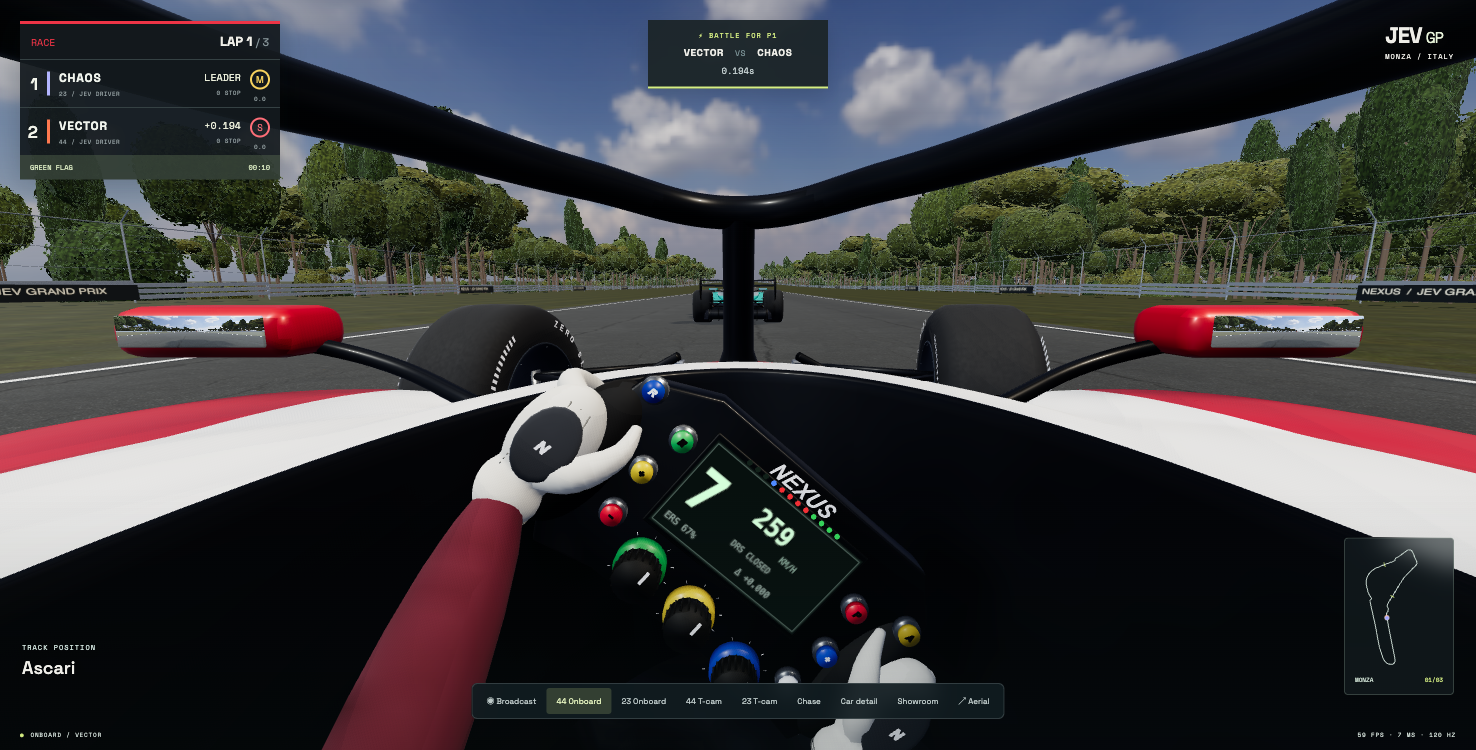 RACE LAP 1 / 3
1 CHAOS LEADER M
23 / JEV DRIVER 0 STOP 0.0
2 VECTOR +0.194 S
44 / JEV DRIVER 0 STOP 0.0
GREEN FLAG 00:10
⚡ BATTLE FOR P1
VECTOR VS CHAOS
0.194s
JEV GP
MONZA / ITALY
JEV GRAND PRIX
NEXUS / JEV GRA
ZERO
R
N
NEXUS
7
259
KM/H
ERS 67%
DRS CLOSED
Δ +0.000
N
TRACK POSITION
Ascari
MONZA 01/03
Broadcast 44 Onboard 23 Onboard 44 T-cam 23 T-cam Chase Car detail Showroom Aerial
ONBOARD / VECTOR
59 FPS · 7 MS · 120 HZ